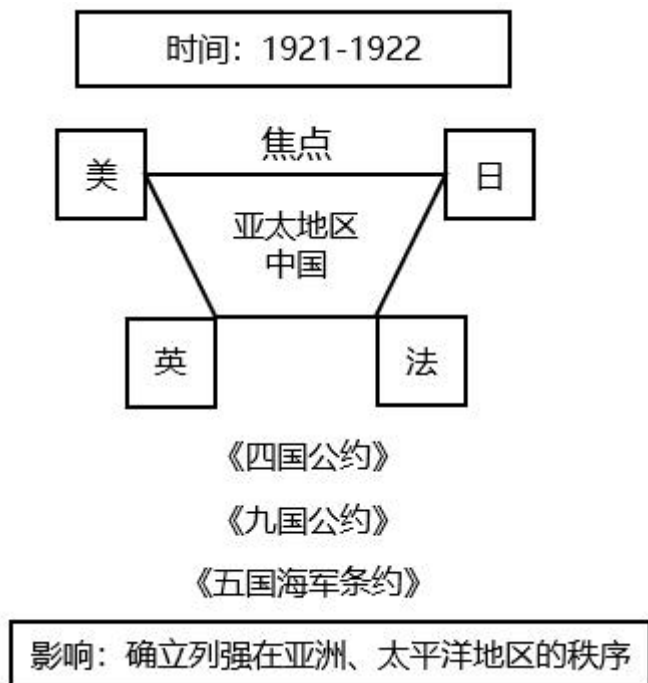 时间：1921-1922
焦点
美
日
亚太地区
中国
英
法
《四国公约》
《九国公约》
《五国海军条约》
影响：确立列强在亚洲、太平洋地区的秩序